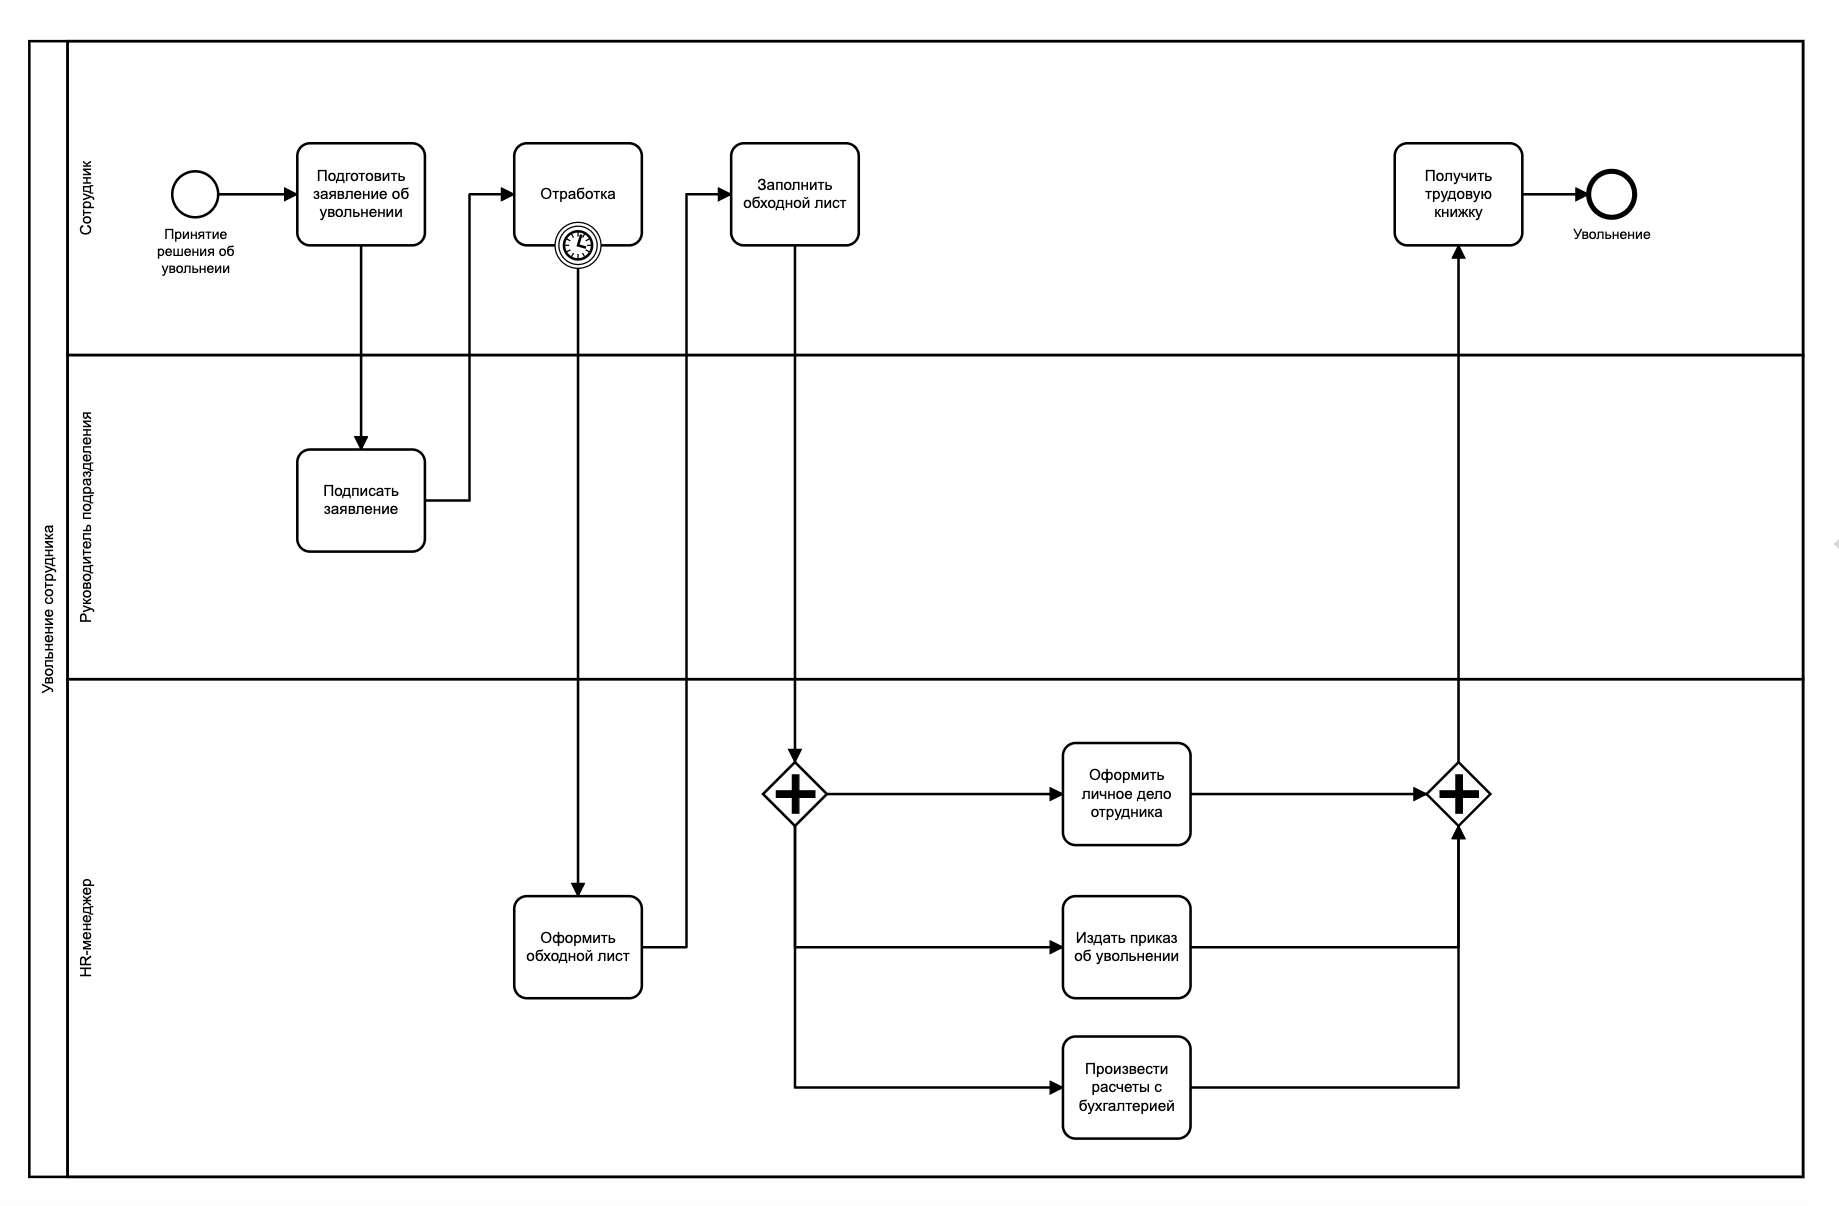 Увольнение сотрудника
Сотрудник
Принятие
решения об
увольнеии
Подготовить
заявление об
увольнении
Отработка
Заполнить
обходной лист
Получить
трудовую
книжку
Увольнение
Руководитель подразделения
Подписать
заявление
HR-менеджер
Оформить
обходной лист
Оформить
личное дело
отрудника
Издать приказ
об увольнении
Произвести
расчеты с
бухгалтерией